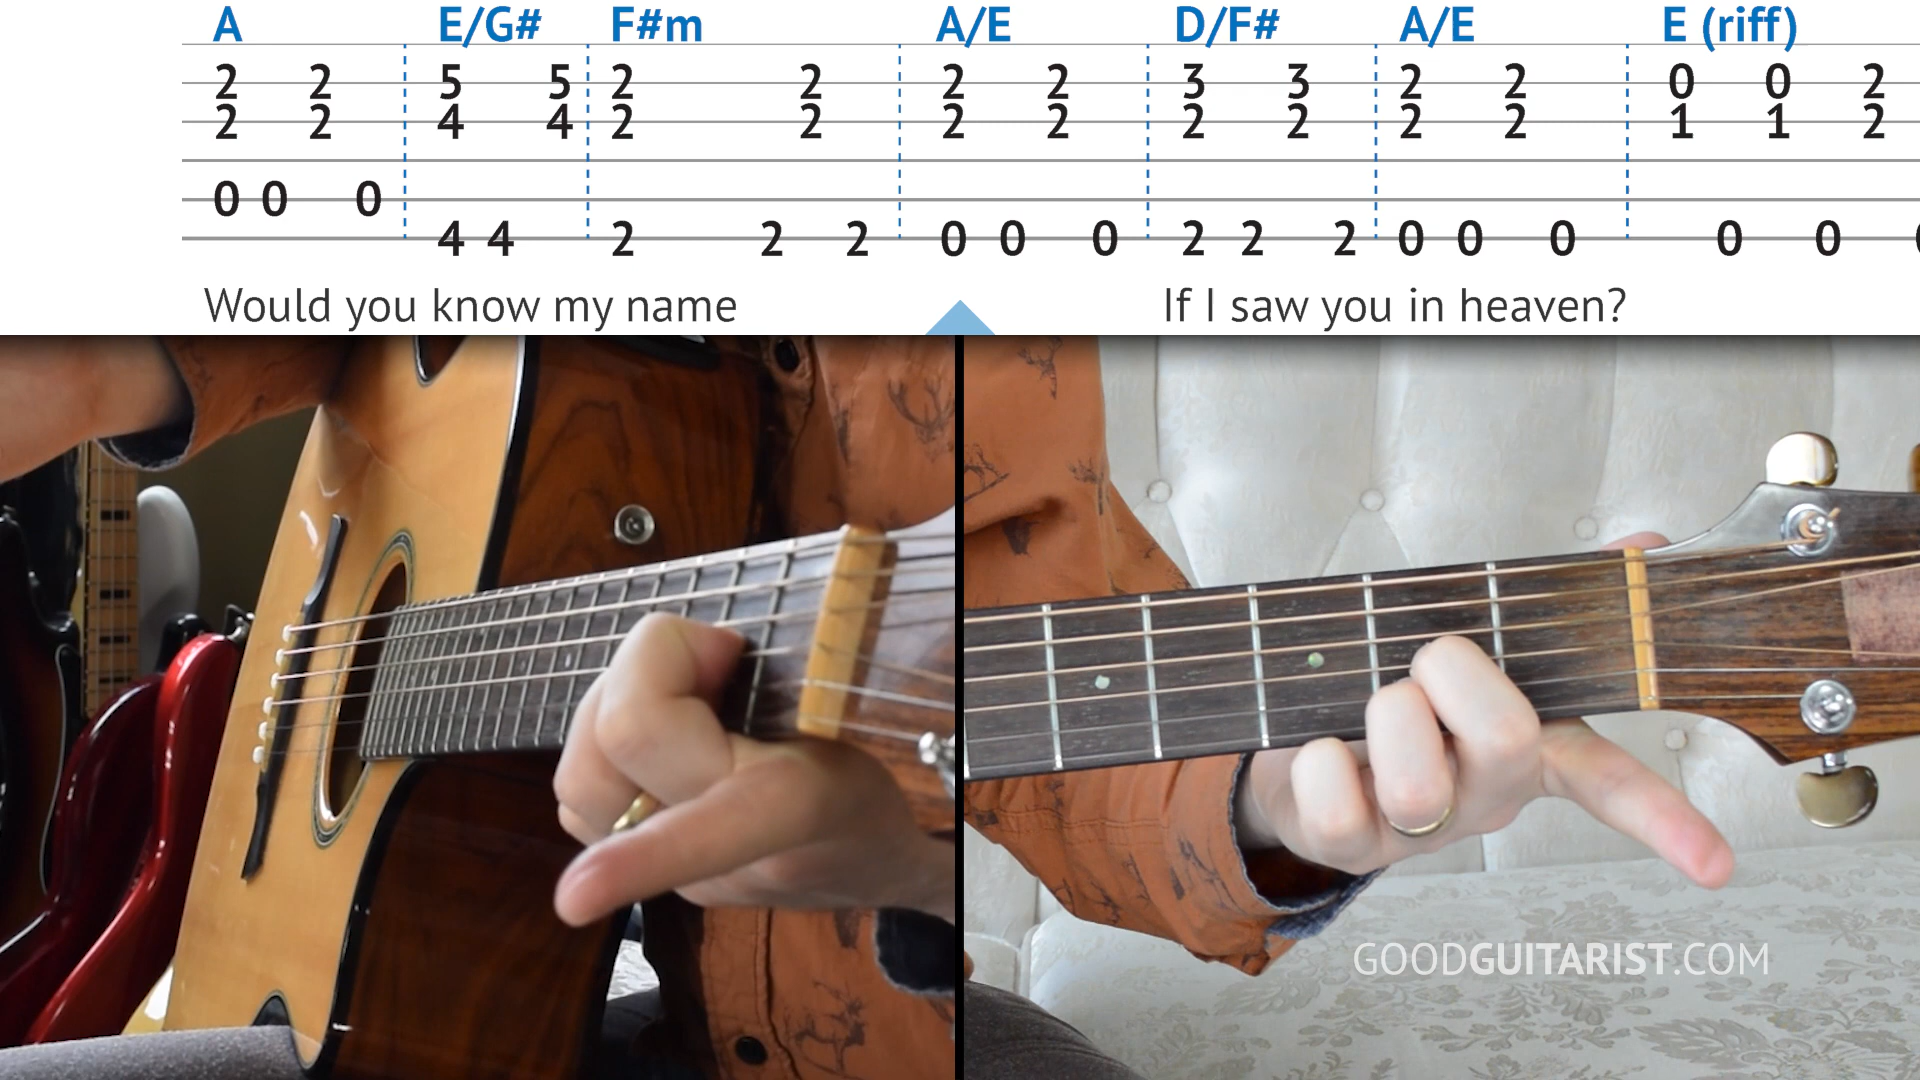 A E/G# F#m A/E D/F# A/E E (riff)
2 2 5 5 2 2 2 2 3 3 2 2 0 0 2
2 2 4 4 2 2 2 2 2 2 2 2 1 1 2
0 0 0
4 4 2 2 2 0 0 0 2 2 2 0 0 0 0 0
Would you know my name If I saw you in heaven?
GOODGUITARIST.COM